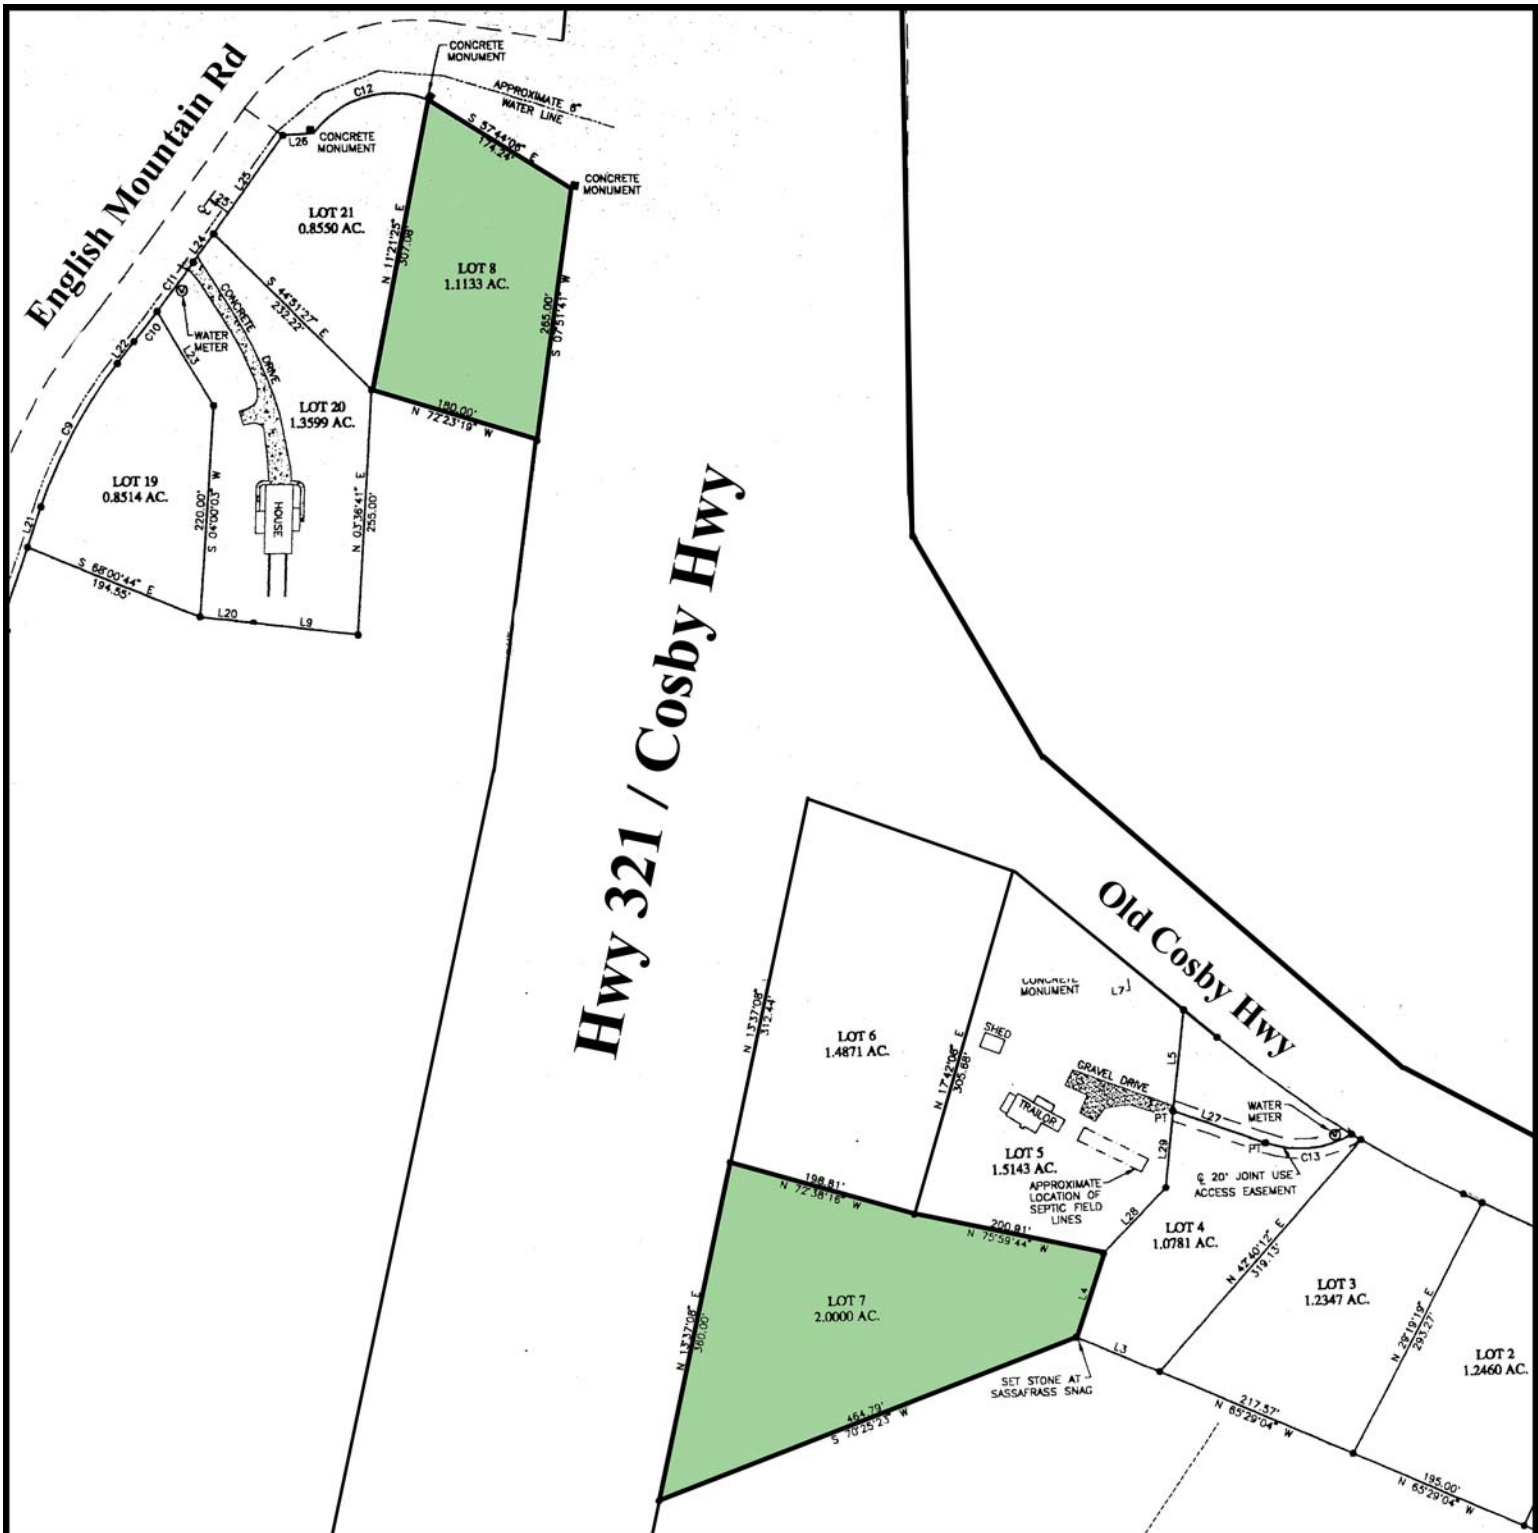 English Mountain Rd
CONCRETE
MONUMENT
APPROXIMATE 6"
WATER LINE
C12
L26
CONCRETE
MONUMENT
S 57°44'06" E
174.24'
CONCRETE
MONUMENT
L25
℄
L25'
L24
LOT 21
0.8550 AC.
N 11°21'25" E
307.08'
LOT 8
1.1133 AC.
265.00'
S 07°51'41" W
C11
CONCRETE
DRIVE
S 44°51'27" E
232.22'
WATER
METER
C10
L22
L23
180.00'
N 72°23'19" W
LOT 20
1.3599 AC.
C9
LOT 19
0.8514 AC.
220.00'
S 04°00'03" W
HOUSE
N 03°36'41" E
255.00'
L21
S 68°00'44" E
194.55'
L20
L9
Hwy 321 / Cosby Hwy
Old Cosby Hwy
CONCRETE
MONUMENT
L7
N 13°37'08"
312.44'
LOT 6
1.4871 AC.
N 17°42'06" E
305.68'
SHED
L5
GRAVEL DRIVE
TRAILOR
PT
L27
WATER
METER
PT
C13
L29
LOT 5
1.5143 AC.
APPROXIMATE
LOCATION OF
SEPTIC FIELD
LINES
℄ 20' JOINT USE
ACCESS EASEMENT
198.81'
N 72°38'16" W
200.91'
N 75°59'44" W
L28
LOT 4
1.0781 AC.
N 42°40'12" E
319.13'
LOT 3
1.2347 AC.
N 29°19'19" E
293.27'
LOT 2
1.2460 AC.
LOT 7
2.0000 AC.
L4
N 13°37'08" E
360.00'
L3
SET STONE AT
SASSAFRASS SNAG
464.79'
S 70°25'23" W
217.57'
N 65°29'04" W
195.00'
N 65°29'04" W